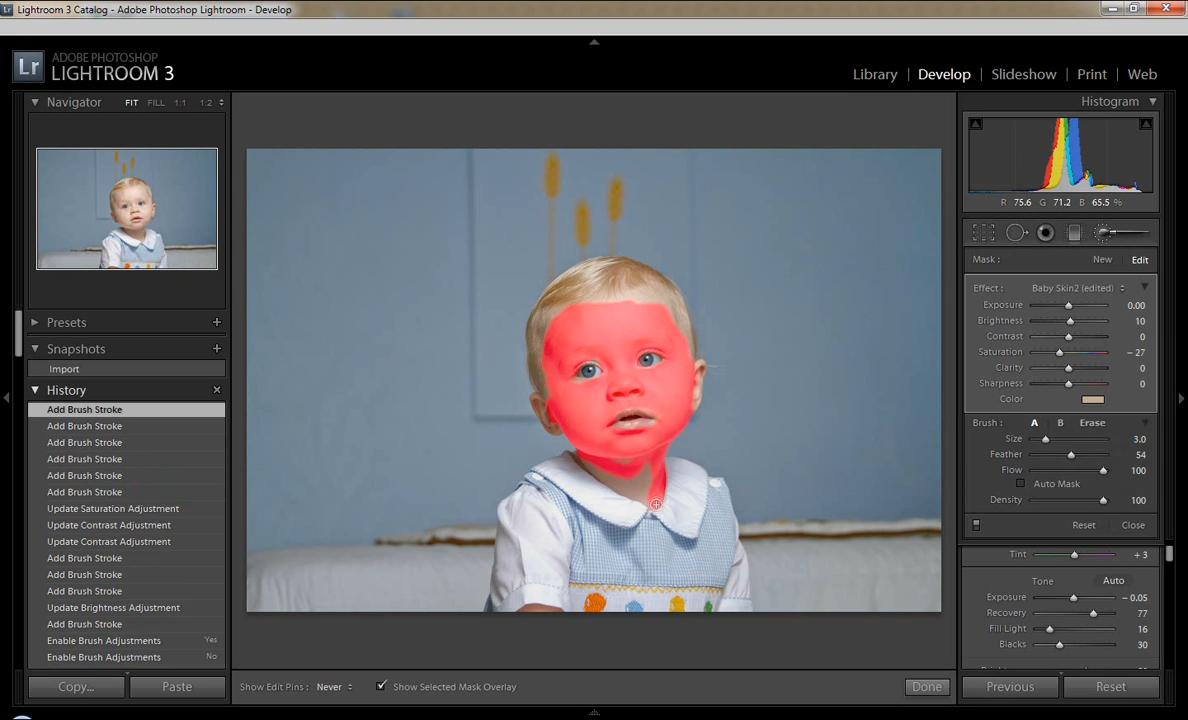 Lightroom 3 Catalog - Adobe Photoshop Lightroom - Develop
Lr
ADOBE PHOTOSHOP
LIGHTROOM 3
Library | Develop | Slideshow | Print | Web
Navigator FIT FILL 1:1 1:2
Presets +
Snapshots +
Import
History ×
Add Brush Stroke
Add Brush Stroke
Add Brush Stroke
Add Brush Stroke
Add Brush Stroke
Add Brush Stroke
Update Saturation Adjustment
Update Contrast Adjustment
Update Contrast Adjustment
Add Brush Stroke
Add Brush Stroke
Add Brush Stroke
Update Brightness Adjustment
Add Brush Stroke
Enable Brush Adjustments Yes
Enable Brush Adjustments No
Copy... Paste
Show Edit Pins : Never Show Selected Mask Overlay Done
Histogram
R 75.6 G 71.2 B 65.5 %
Mask : New Edit
Effect : Baby Skin2 (edited)
Exposure 0.00
Brightness 10
Contrast 0
Saturation – 27
Clarity 0
Sharpness 0
Color
Brush : A B Erase
Size 3.0
Feather 54
Flow 100
Auto Mask
Density 100
Reset Close
Tint + 3
Tone Auto
Exposure – 0.05
Recovery 77
Fill Light 16
Blacks 30
Previous Reset